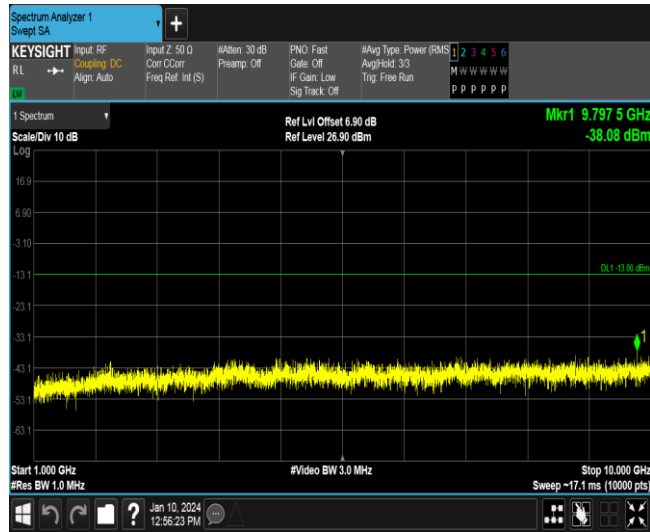 Spectrum Analyzer 1
Swept SA
+
KEYSIGHT
RL
LXI
Input: RF
Coupling: DC
Align: Auto
Input Z: 50 Ω
Corr CCorr
Freq Ref: Int (S)
#Atten: 30 dB
Preamp: Off
PNO: Fast
Gate: Off
IF Gain: Low
Sig Track: Off
#Avg Type: Power (RMS
Avg|Hold: 3/3
Trig: Free Run
1 2 3 4 5 6
M W W W W W
P P P P P P
1 Spectrum
Scale/Div 10 dB
Ref Lvl Offset 6.90 dB
Ref Level 26.90 dBm
Mkr1 9.797 5 GHz
-38.08 dBm
Log
16.9
6.90
-3.10
-13.1
DL1 -13.00 dBm
-23.1
-33.1
1
-43.1
-53.1
-63.1
Start 1.000 GHz
#Video BW 3.0 MHz
Stop 10.000 GHz
#Res BW 1.0 MHz
Sweep ~17.1 ms (10000 pts)
?
Jan 10, 2024
12:56:23 PM